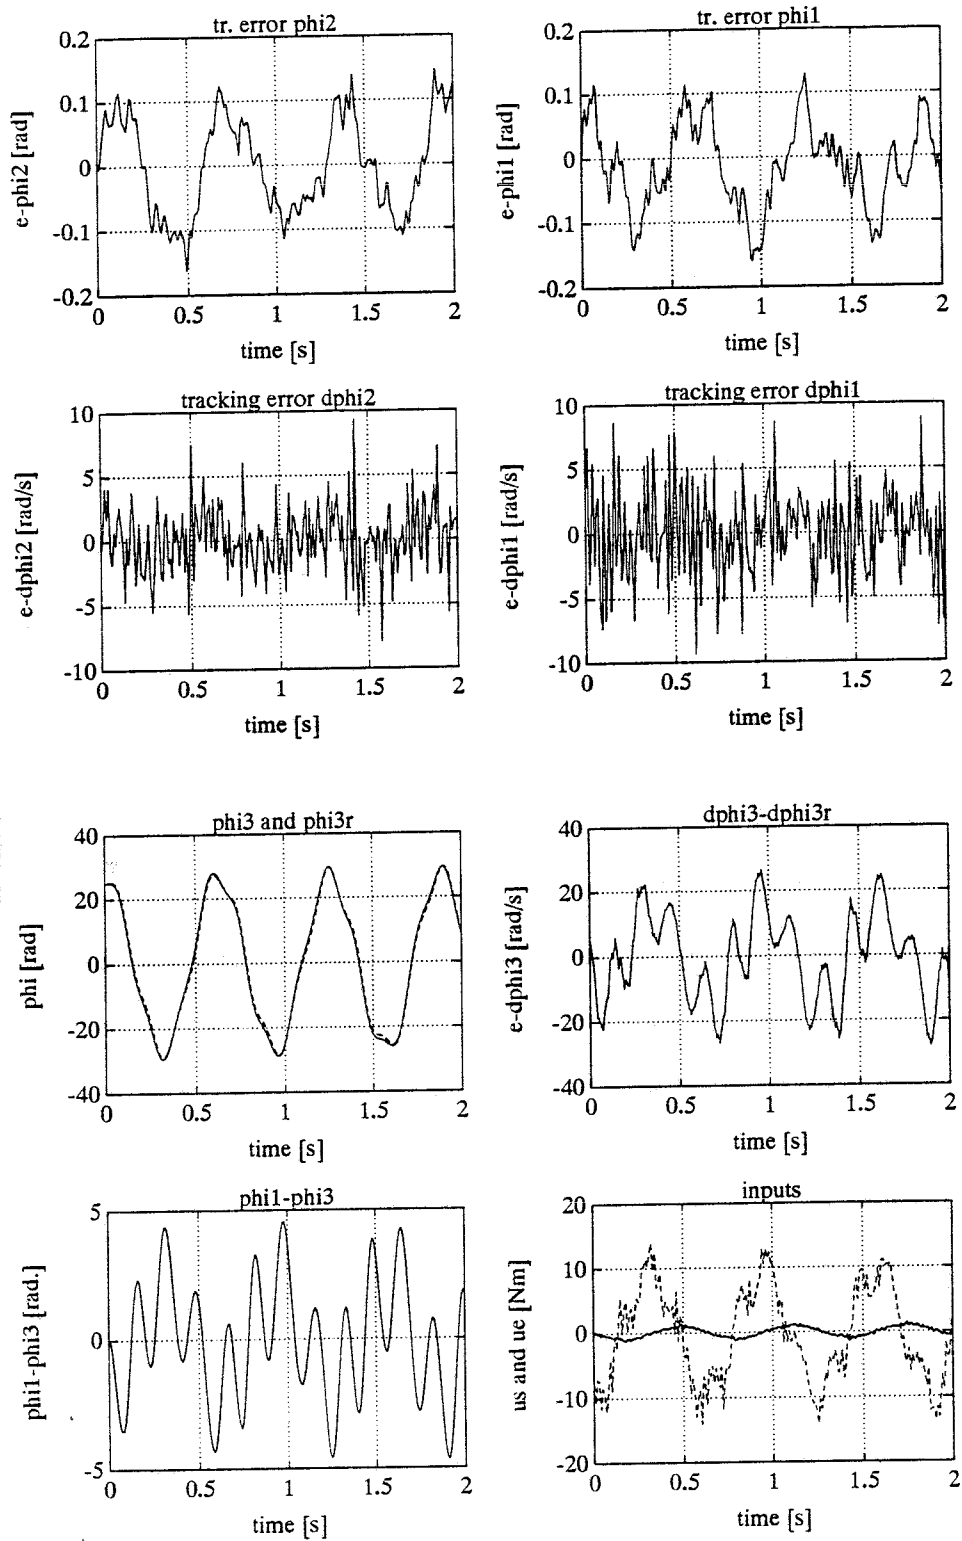 tr. error phi2
0.2
0.1
0
-0.1
-0.2
e-phi2 [rad]
0 0.5 1 1.5 2
time [s]
tr. error phi1
0.2
0.1
0
-0.1
-0.2
e-phi1 [rad]
0 0.5 1 1.5 2
time [s]
tracking error dphi2
10
5
0
-5
-10
e-dphi2 [rad/s]
0 0.5 1 1.5 2
time [s]
tracking error dphi1
10
5
0
-5
-10
e-dphi1 [rad/s]
0 0.5 1 1.5 2
time [s]
phi3 and phi3r
40
20
0
-20
-40
phi [rad]
0 0.5 1 1.5 2
time [s]
dphi3-dphi3r
40
20
0
-20
-40
e-dphi3 [rad/s]
0 0.5 1 1.5 2
time [s]
phi1-phi3
5
0
-5
phi1-phi3 [rad.]
0 0.5 1 1.5 2
time [s]
inputs
20
10
0
-10
-20
us and ue [Nm]
0 0.5 1 1.5 2
time [s]